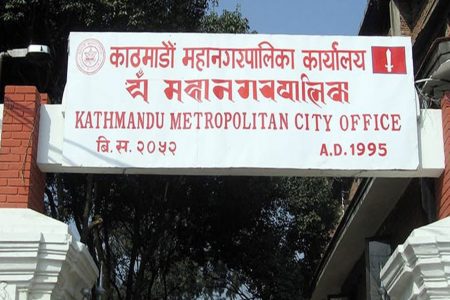 काठमाडौं महानगरपालिका कार्यालय
KATHMANDU METROPOLITAN CITY OFFICE
बि.स. २०५२
A.D. 1995